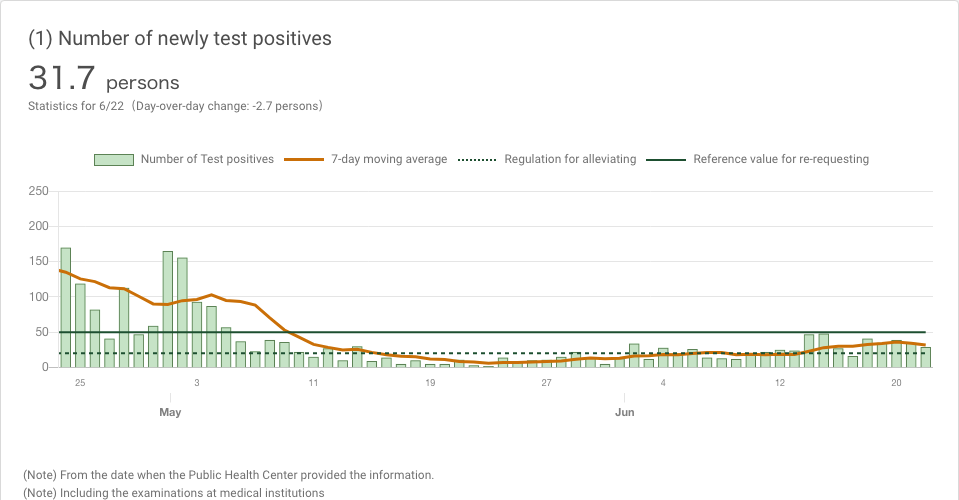 (1) Number of newly test positives
31.7 persons
Statistics for 6/22（Day-over-day change: -2.7 persons）
Number of Test positives 7-day moving average Regulation for alleviating Reference value for re-requesting
250
200
150
100
50
0
25 3 11 19 27 4 12 20
May Jun
(Note) From the date when the Public Health Center provided the information.
(Note) Including the examinations at medical institutions